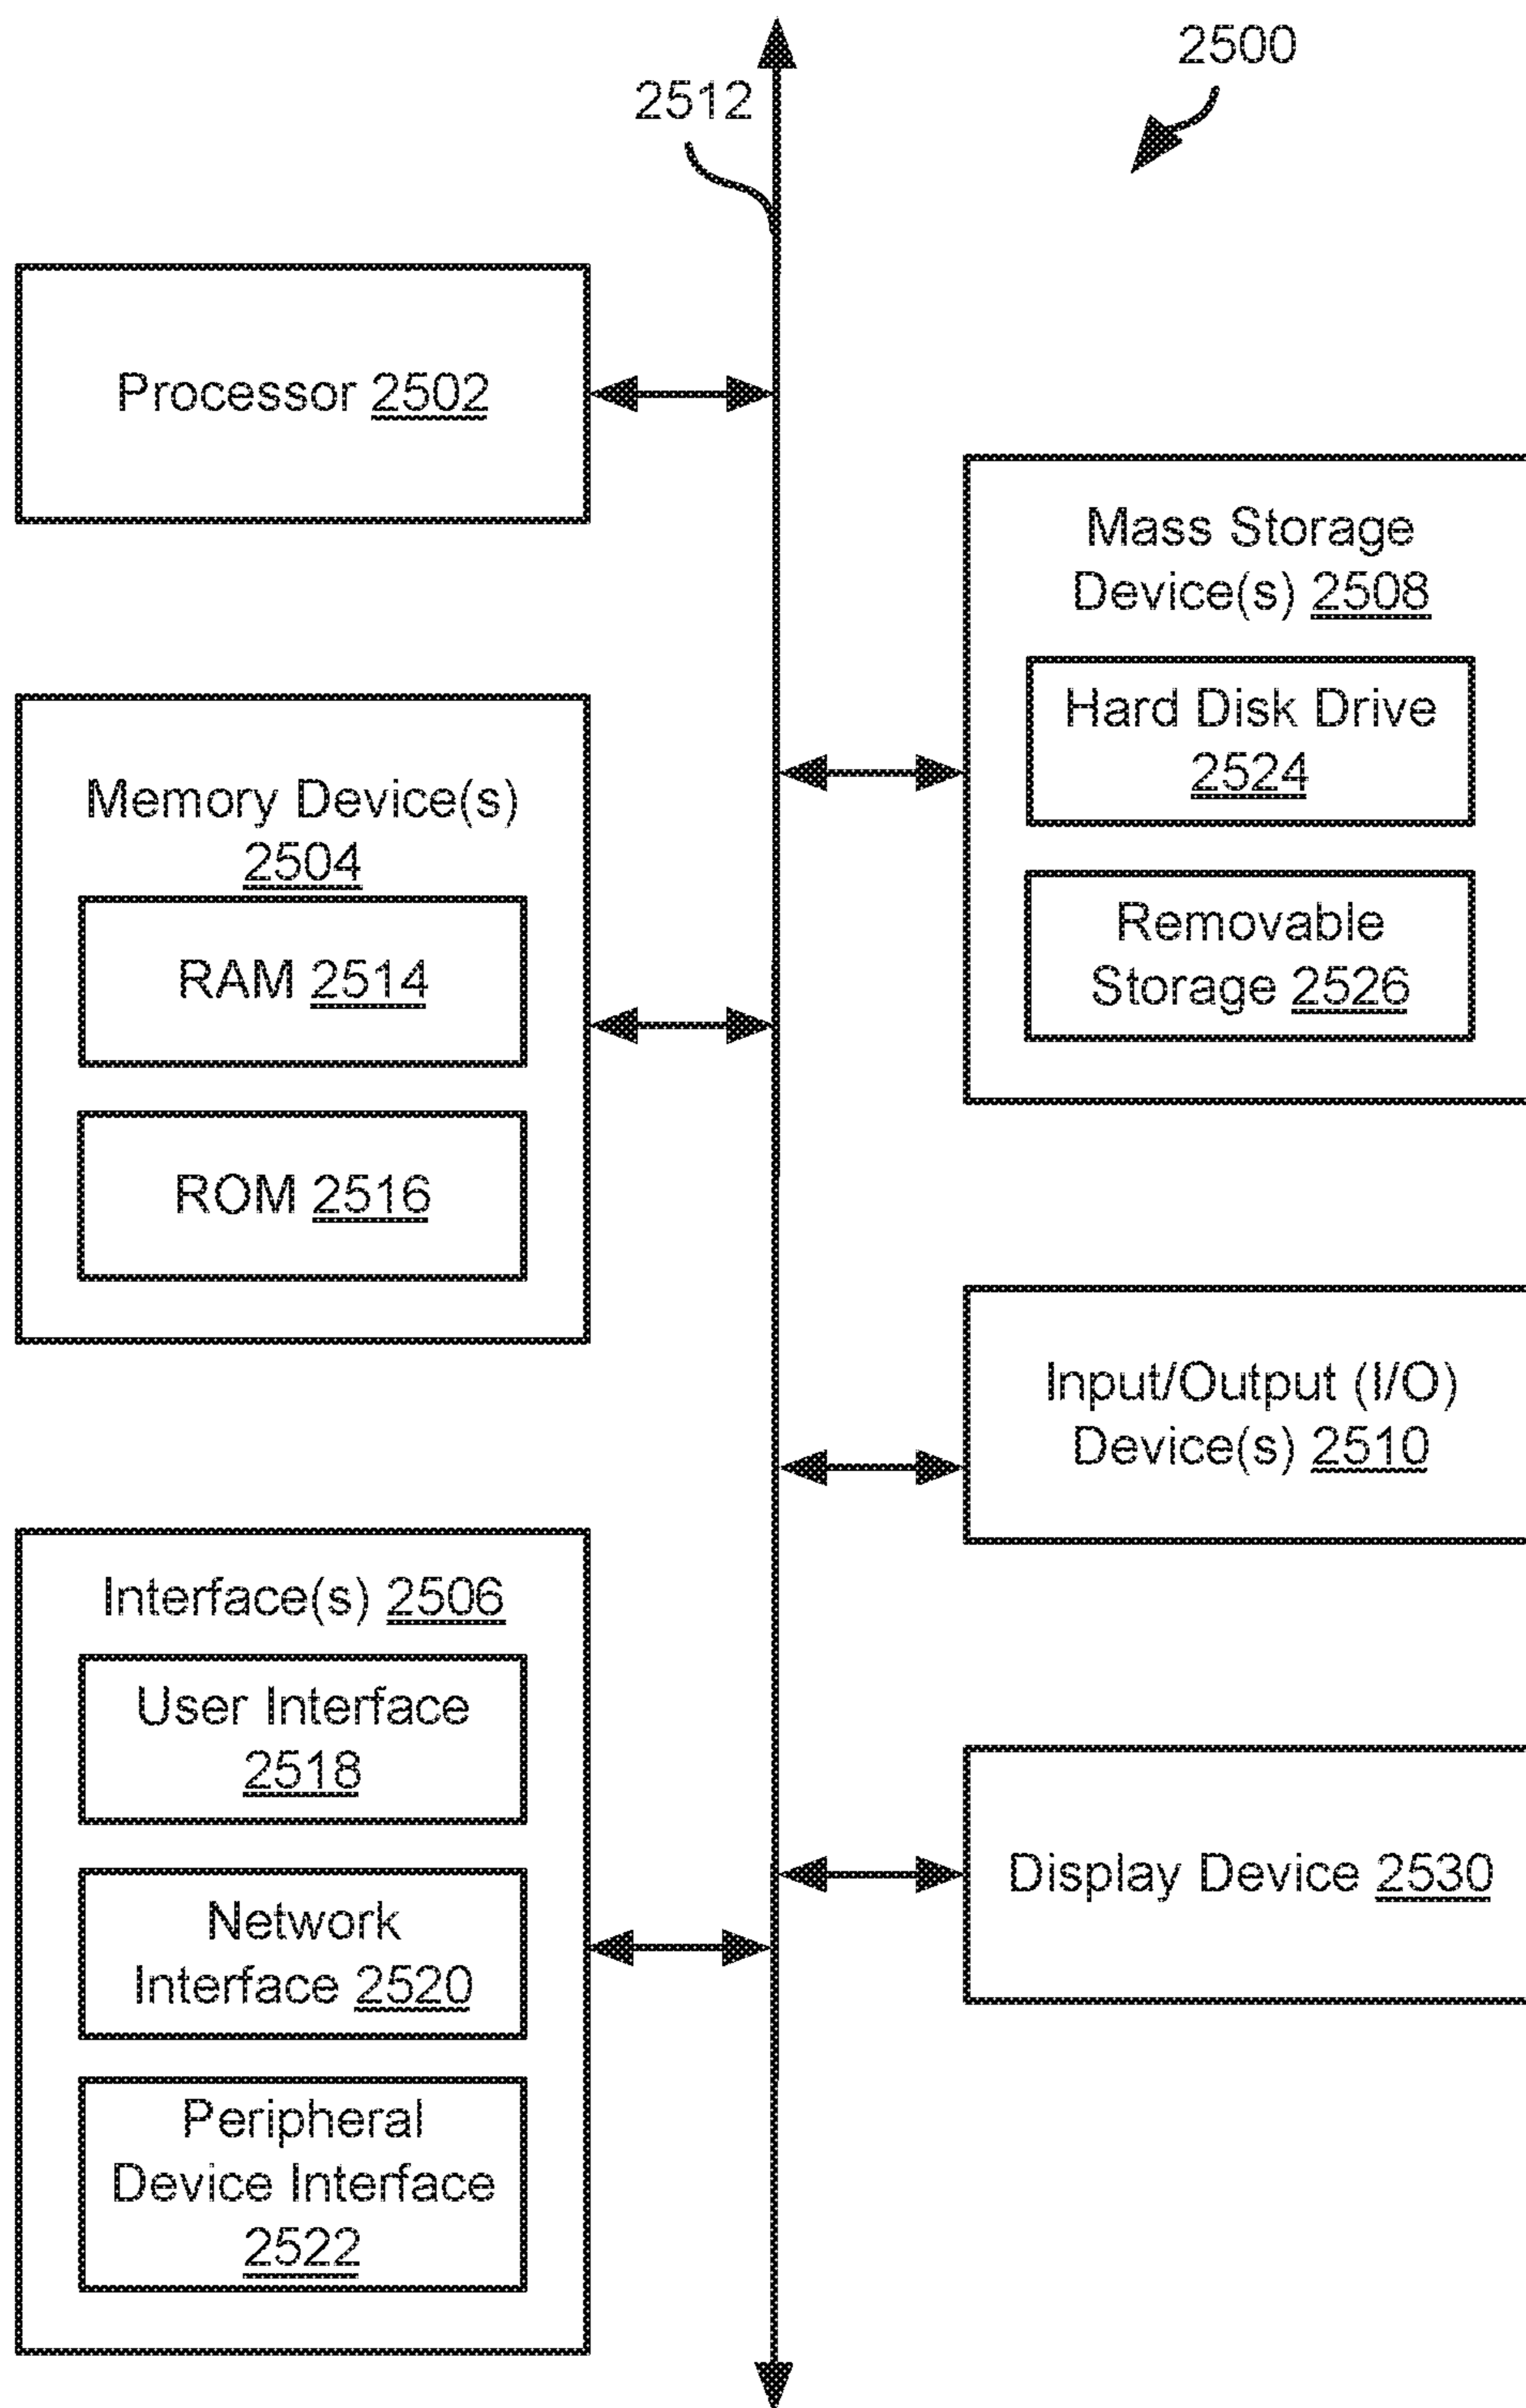 2500
2512
Processor 2502
Memory Device(s)
2504
RAM 2514
ROM 2516
Interface(s) 2506
User Interface
2518
Network
Interface 2520
Peripheral
Device Interface
2522
Mass Storage
Device(s) 2508
Hard Disk Drive
2524
Removable
Storage 2526
Input/Output (I/O)
Device(s) 2510
Display Device 2530